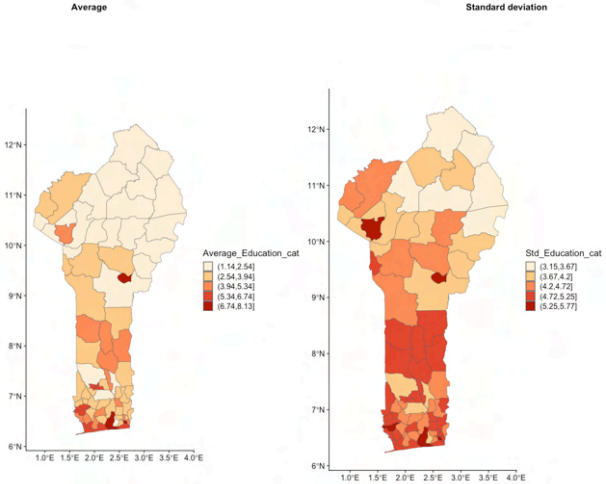 Average
Standard deviation
12°N
11°N
10°N
9°N
8°N
7°N
6°N
1.0°E 1.5°E 2.0°E 2.5°E 3.0°E 3.5°E 4.0°E
Average_Education_cat
(1.14,2.54]
(2.54,3.94]
(3.94,5.34]
(5.34,6.74]
(6.74,8.13]
12°N
11°N
10°N
9°N
8°N
7°N
6°N
1.0°E 1.5°E 2.0°E 2.5°E 3.0°E 3.5°E 4.0°E
Std_Education_cat
(3.15,3.67]
(3.67,4.2]
(4.2,4.72]
(4.72,5.25]
(5.25,5.77]